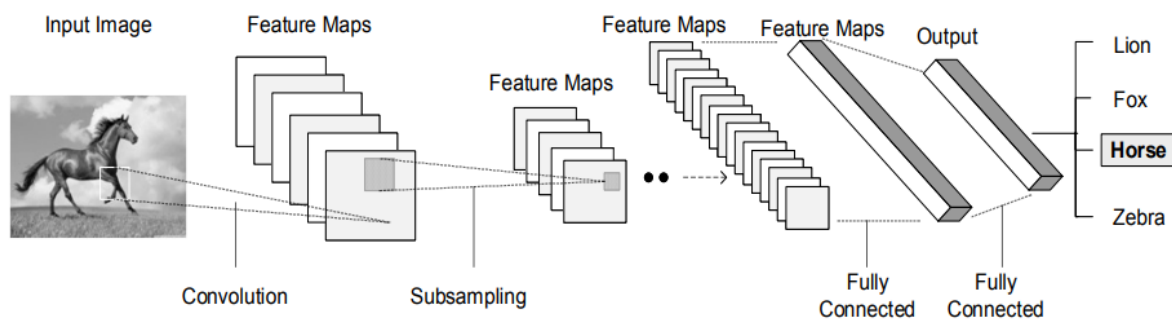 Input Image
Feature Maps
Feature Maps
Feature Maps
Feature Maps
Output
Lion
Fox
Horse
Zebra
Convolution
Subsampling
Fully
Connected
Fully
Connected